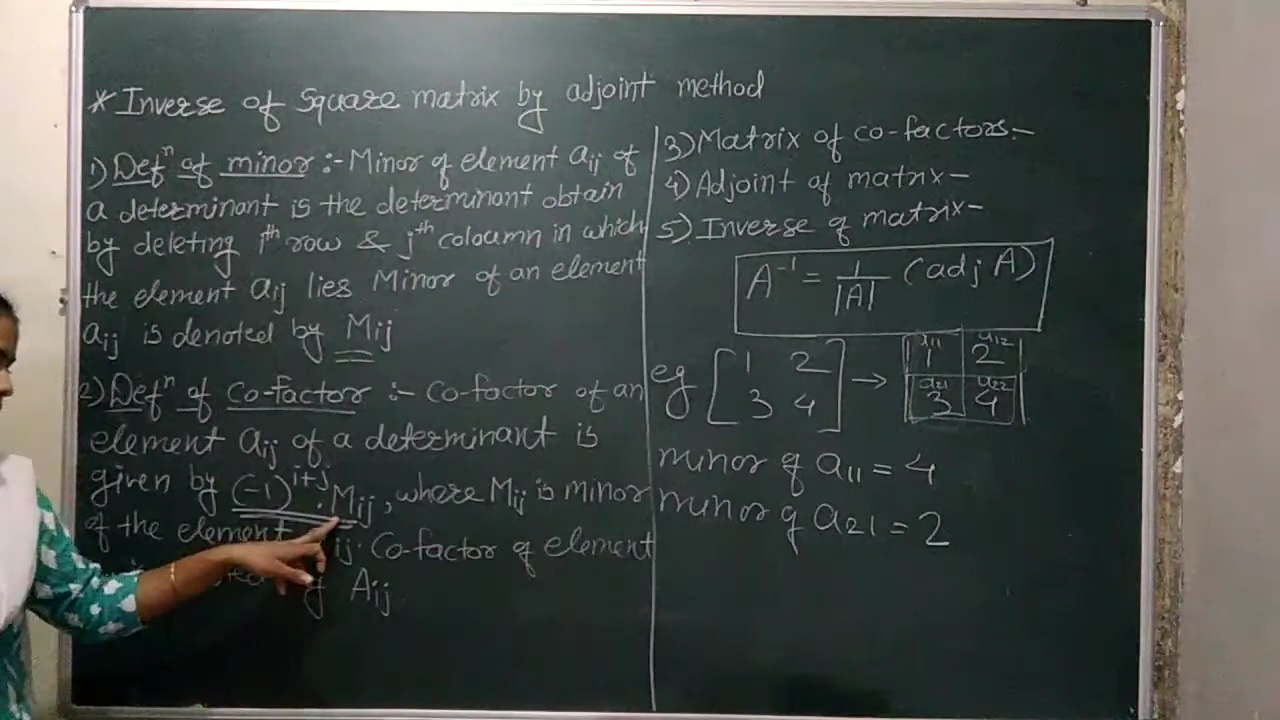 * Inverse of Square matrix by adjoint method
1) Defⁿ of minor :- Minor of element aij of
a determinant is the determinant obtain
by deleting iᵗʰ row & jᵗʰ coloumn in which
the element aij lies Minor of an element
aij is denoted by Mij
2) Defⁿ of Co-factor :- Co-factor of an
element aij of a determinant is
given by (-1)ⁱ⁺ʲ. Mij, where Mij is minor
of the element ij. Co-factor of element
Aij
3) Matrix of co-factors:-
4) Adjoint of matrix-
5) Inverse of matrix-
A⁻¹ = 1/|A| (adj A)
eg [1 2 → |a11 a12|
1 2
3 4] |a21 a22|
3 4
minor of a11 = 4
minor of a21 = 2